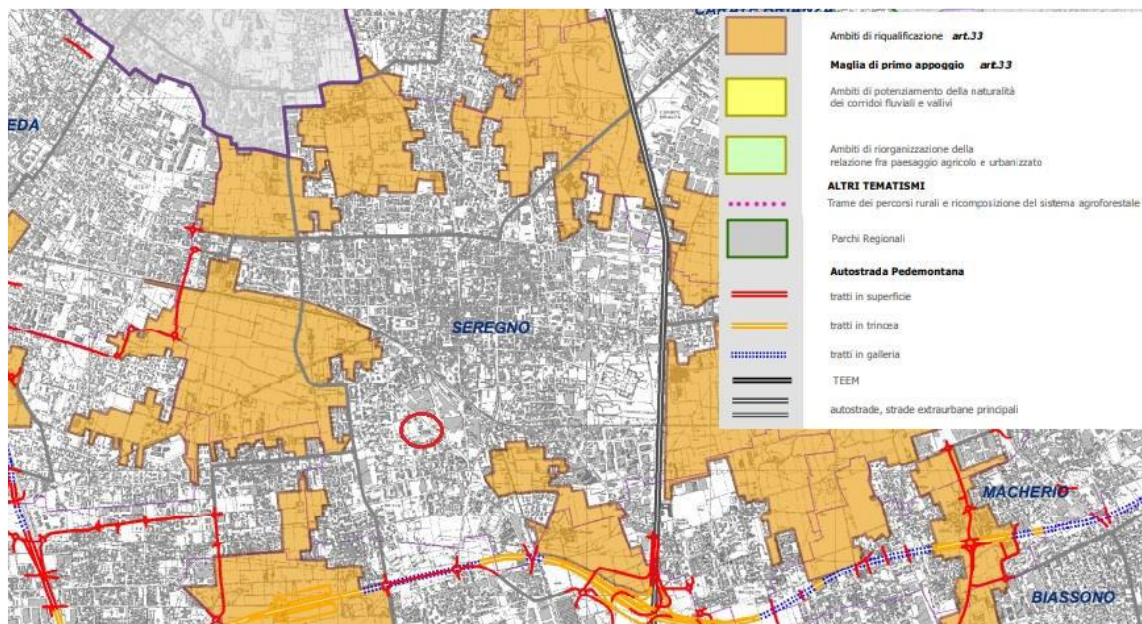 Ambiti di riqualificazione art.33
Maglia di primo appoggio art.33
Ambiti di potenziamento della naturalità
dei corridoi fluviali e vallivi
Ambiti di riorganizzazione della
relazione fra paesaggio agricolo e urbanizzato
ALTRI TEMATISMI
Trame dei percorsi rurali e ricomposizione del sistema agroforestale
Parchi Regionali
Autostrada Pedemontana
tratti in superficie
tratti in trincea
tratti in galleria
TEEM
autostrade, strade extraurbane principali
EDA
SEREGNO
MACHERIO
BIASSONO